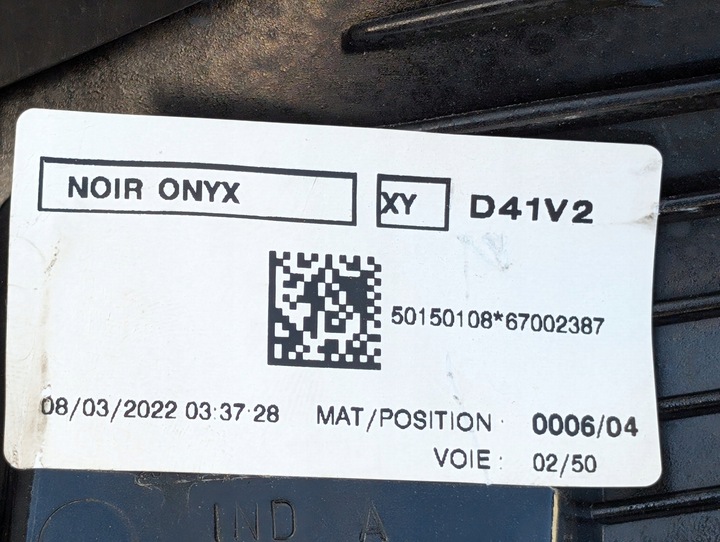 NOIR ONYX XY D41V2
50150108*67002387
08/03/2022 03:37:28 MAT/POSITION : 0006/04
VOIE : 02/50
IND A